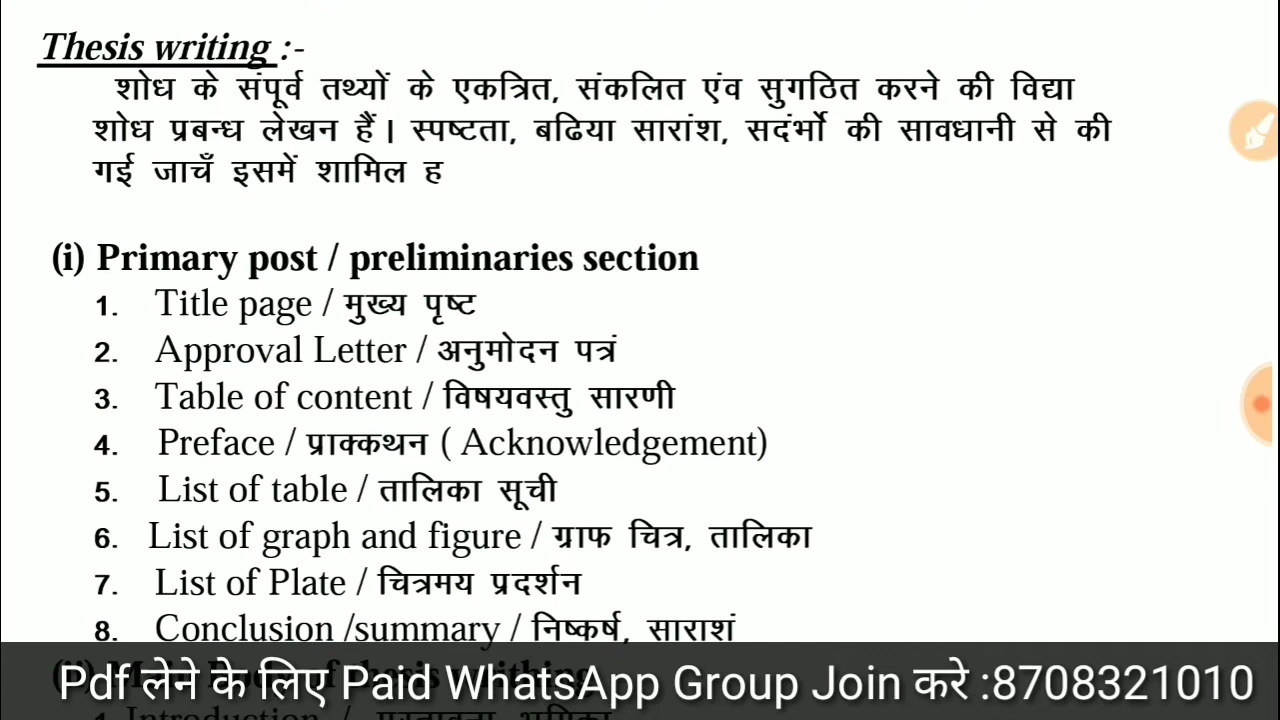 Thesis writing :-
शोध के संपूर्व तथ्यों के एकत्रित, संकलित एंव सुगठित करने की विद्या
शोध प्रबन्ध लेखन हैं। स्पष्टता, बढिया सारांश, सदंर्भो की सावधानी से की
गई जाचँ इसमें शामिल ह
(i) Primary post / preliminaries section
1. Title page / मुख्य पृष्ट
2. Approval Letter / अनुमोदन पत्रं
3. Table of content / विषयवस्तु सारणी
4. Preface / प्राक्कथन ( Acknowledgement)
5. List of table / तालिका सूची
6. List of graph and figure / ग्राफ चित्र, तालिका
7. List of Plate / चित्रमय प्रदर्शन
8. Conclusion /summary / निष्कर्ष, साराशं
Pdf लेने के लिए Paid WhatsApp Group Join करे :8708321010
1. Introduction /